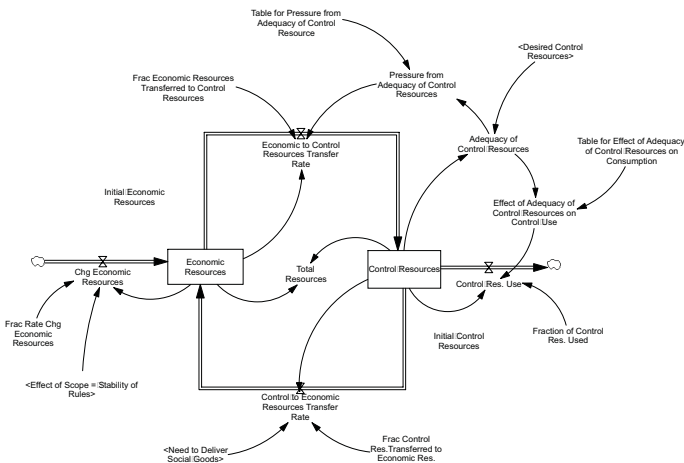 Table for Pressure from
Adequacy of Control
Resource
<Desired Control
Resources>
Frac Economic Resources
Transferred to Control
Resources
Pressure from
Adequacy of Control
Resources
Economic to Control
Resources Transfer
Rate
Adequacy of
Control Resources
Table for Effect of Adequacy
of Control Resources on
Consumption
Initial Economic
Resources
Effect of Adequacy of
Control Resources on
Control Use
Economic
Resources
Total
Resources
Control Resources
Chg Economic
Resources
Control Res. Use
Frac Rate Chg
Economic
Resources
Initial Control
Resources
Fraction of Control
Res. Used
<Effect of Scope = Stability of
Rules>
Control to Economic
Resources Transfer
Rate
<Need to Deliver
Social Goods>
Frac Control
Res.Transferred to
Economic Res.